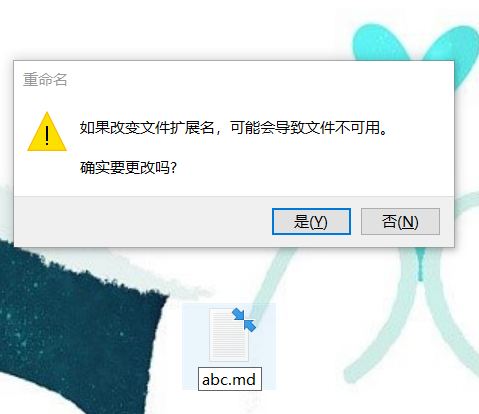 重命名
如果改变文件扩展名，可能会导致文件不可用。
确实要更改吗?
是(Y)
否(N)
abc.md